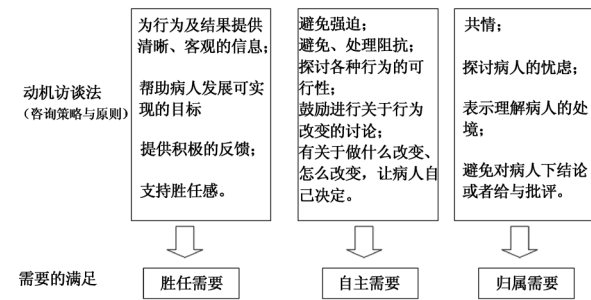 动机访谈法
（咨询策略与原则）
为行为及结果提供
清晰、客观的信息；
帮助病人发展可实
现的目标
提供积极的反馈；
支持胜任感。
避免强迫；
避免、处理阻抗；
探讨各种行为的可
行性；
鼓励进行关于行为
改变的讨论；
有关于做什么改变、
怎么改变，让病人自
己决定。
共情；
探讨病人的忧虑；
表示理解病人的处
境；
避免对病人下结论
或者给与批评。
需要的满足
胜任需要
自主需要
归属需要